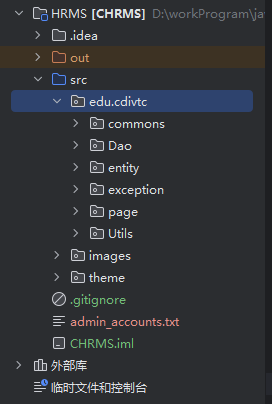 HRMS [CHRMS] D:\workProgram\ja
.idea
out
src
edu.cdivtc
commons
Dao
entity
exception
page
Utils
images
theme
.gitignore
admin_accounts.txt
CHRMS.iml
外部库
临时文件和控制台